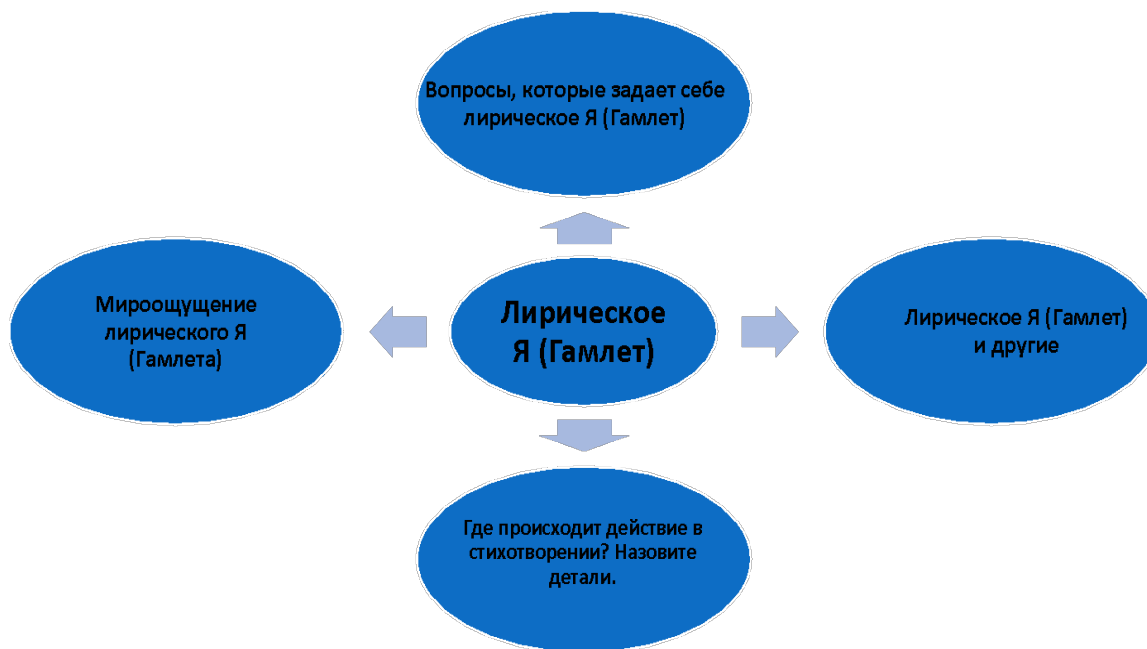 Вопросы, которые задает себе
лирическое Я (Гамлет)
Мироощущение
лирического Я
(Гамлета)
Лирическое
Я (Гамлет)
Лирическое Я (Гамлет)
и другие
Где происходит действие в
стихотворении? Назовите
детали.